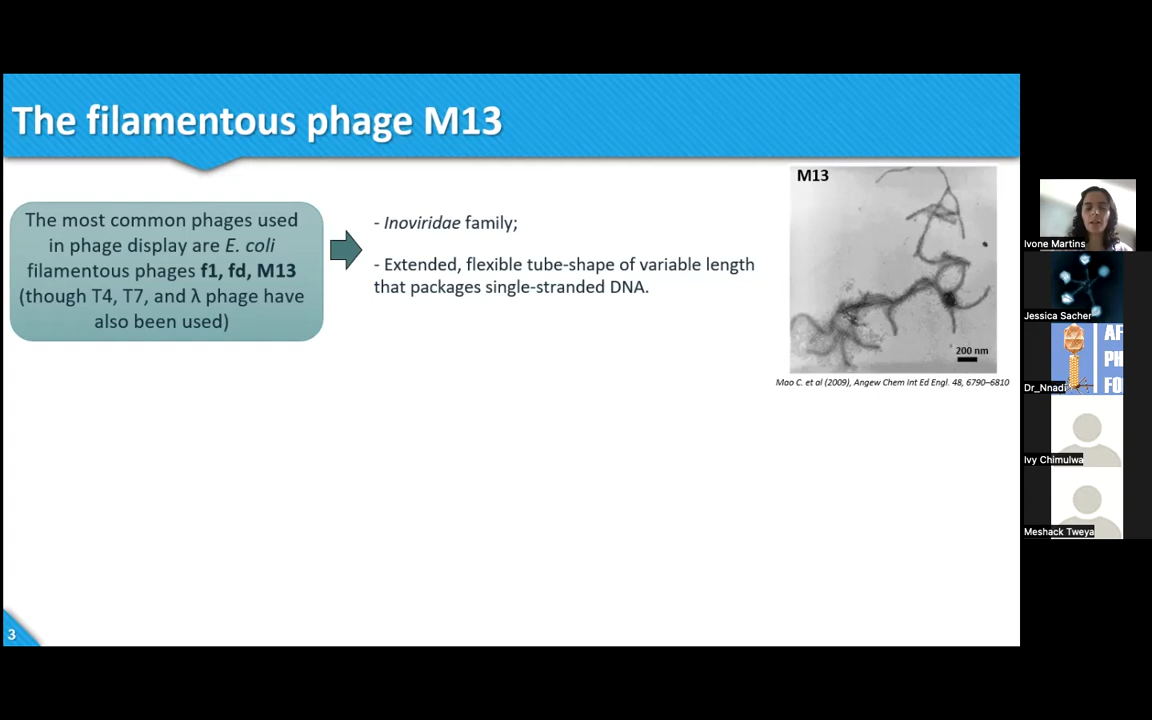 The filamentous phage M13
The most common phages used
in phage display are E. coli
filamentous phages f1, fd, M13
(though T4, T7, and λ phage have
also been used)
- Inoviridae family;
- Extended, flexible tube-shape of variable length
that packages single-stranded DNA.
M13
200 nm
Mao C. et al (2009), Angew Chem Int Ed Engl. 48, 6790–6810
3
Ivone Martins
Jessica Sacher
AF
PH
FO
Dr_Nnadi
Ivy Chimulwa
Meshack Tweya